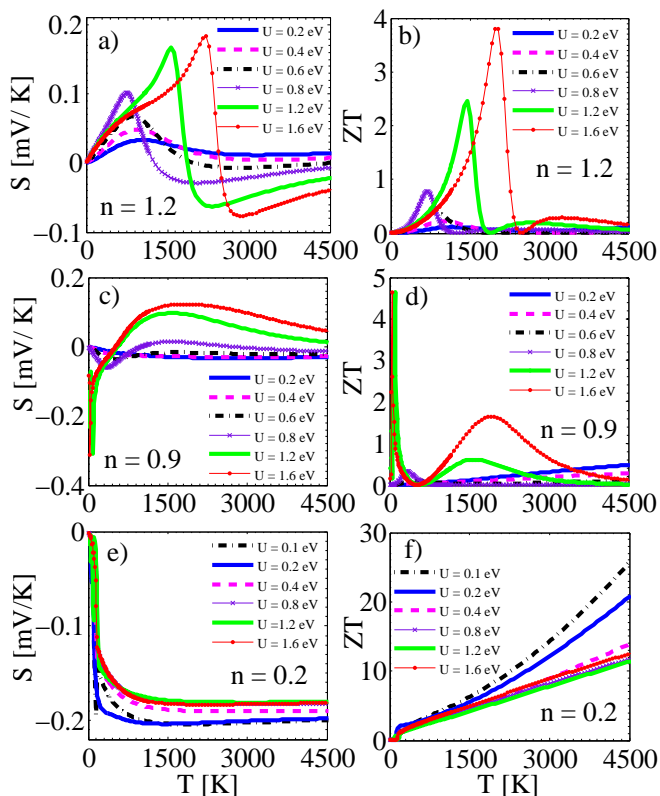 a)
S [mV/ K]
0.2
0.1
0
−0.1
0 1500 3000 4500
U = 0.2 eV
U = 0.4 eV
U = 0.6 eV
U = 0.8 eV
U = 1.2 eV
U = 1.6 eV
n = 1.2
b)
ZT
4
3
2
1
0
0 1500 3000 4500
U = 0.2 eV
U = 0.4 eV
U = 0.6 eV
U = 0.8 eV
U = 1.2 eV
U = 1.6 eV
n = 1.2
c)
S [mV/ K]
0.2
0
−0.2
−0.4
0 1500 3000 4500
U = 0.2 eV
U = 0.4 eV
U = 0.6 eV
U = 0.8 eV
U = 1.2 eV
U = 1.6 eV
n = 0.9
d)
ZT
5
4
3
2
1
0
0 1500 3000 4500
U = 0.2 eV
U = 0.4 eV
U = 0.6 eV
U = 0.8 eV
U = 1.2 eV
U = 1.6 eV
n = 0.9
e)
S [mV/K]
0
−0.1
−0.2
0 1500 3000 4500
T [K]
U = 0.1 eV
U = 0.2 eV
U = 0.4 eV
U = 0.8 eV
U = 1.2 eV
U = 1.6 eV
n = 0.2
f)
ZT
30
20
10
0
0 1500 3000 4500
T [K]
U = 0.1 eV
U = 0.2 eV
U = 0.4 eV
U = 0.8 eV
U = 1.2 eV
U = 1.6 eV
n = 0.2